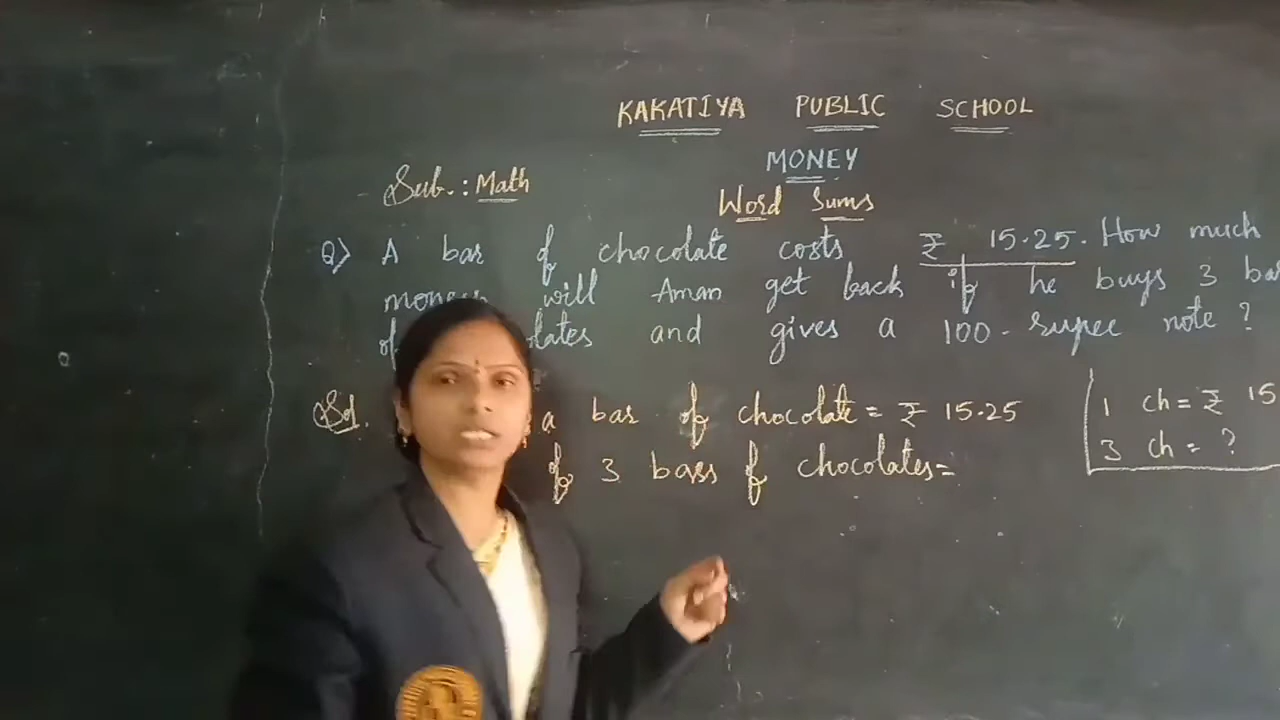 KAKATIYA PUBLIC SCHOOL
MONEY
Sub. : Math
Word Sums
Q) A bar of chocolate costs ₹ 15.25. How much
money will Aman get back if he buys 3 ba
of lates and gives a 100-rupee note ?
Sol. a bar of chocolate = ₹ 15.25
of 3 bars of chocolates =
1 ch = ₹ 15
3 ch = ?